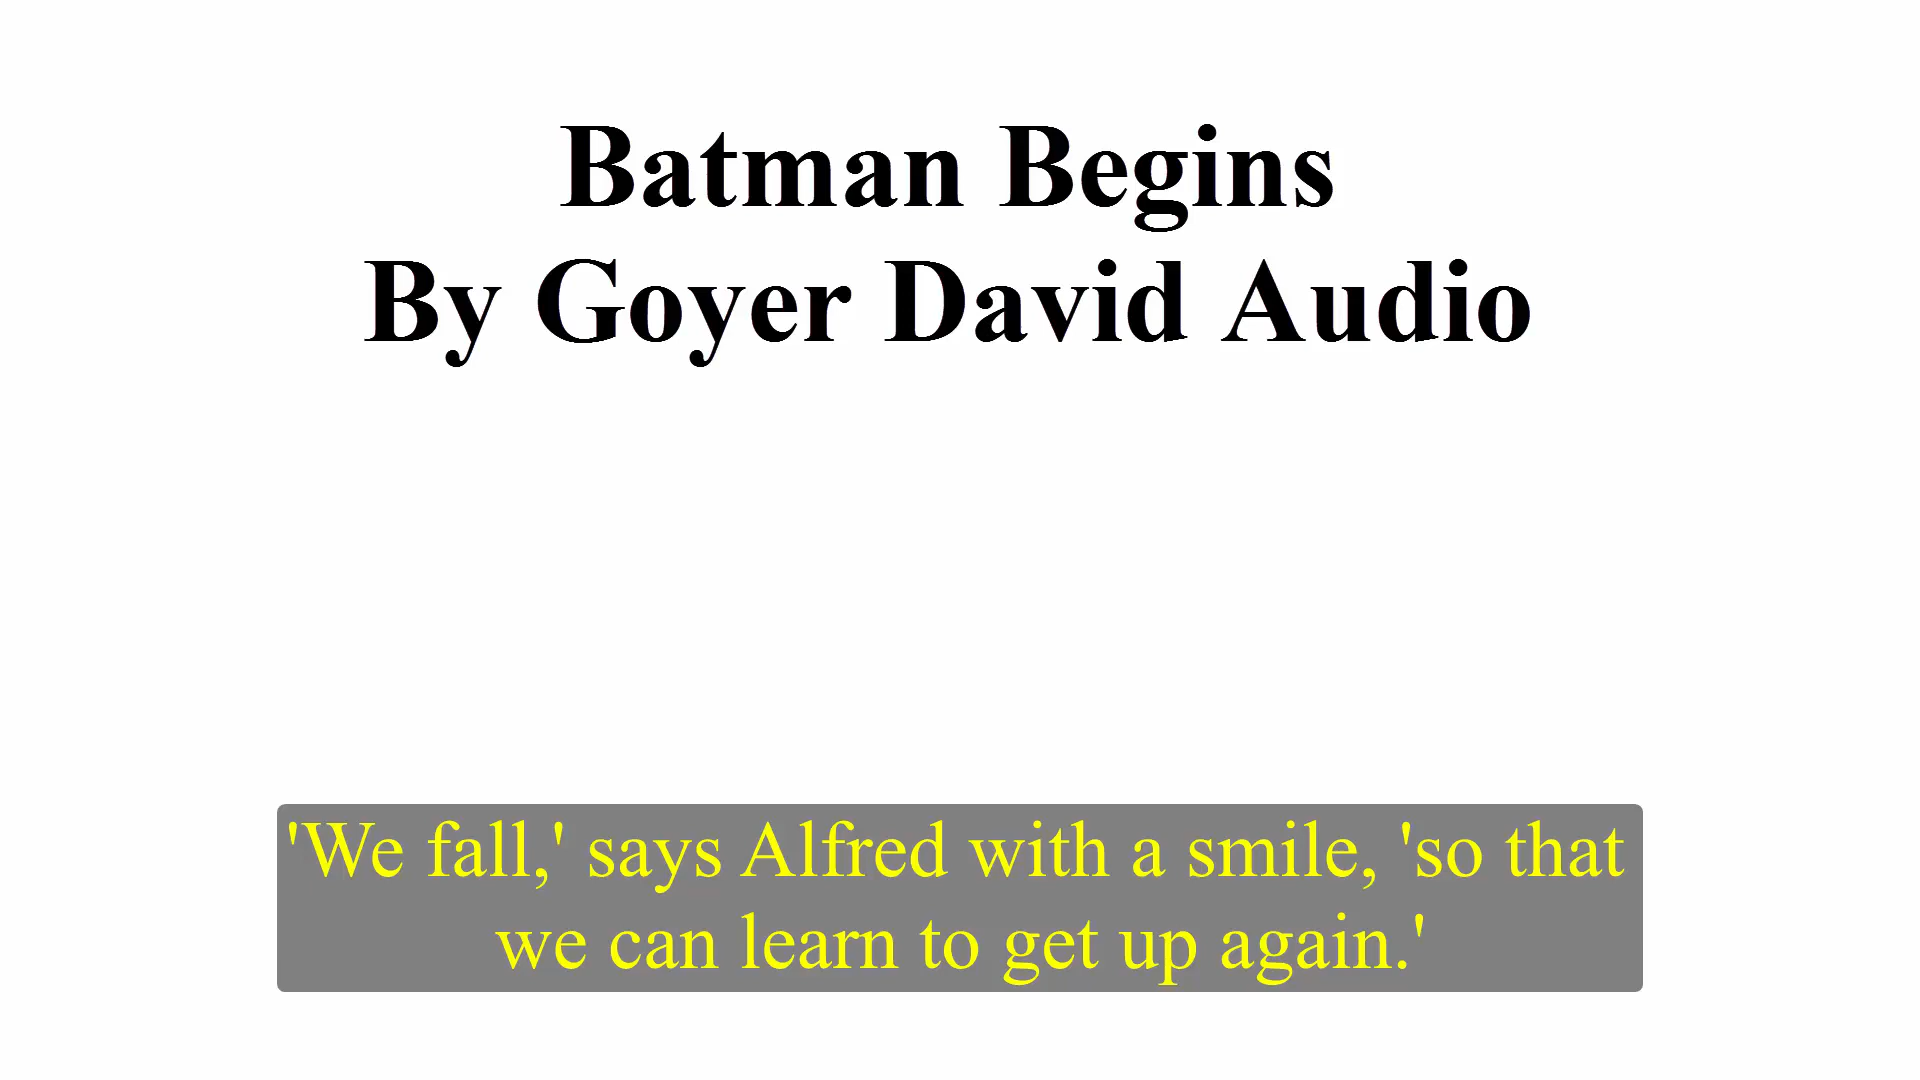 Batman Begins
By Goyer David Audio
'We fall,' says Alfred with a smile, 'so that
we can learn to get up again.'